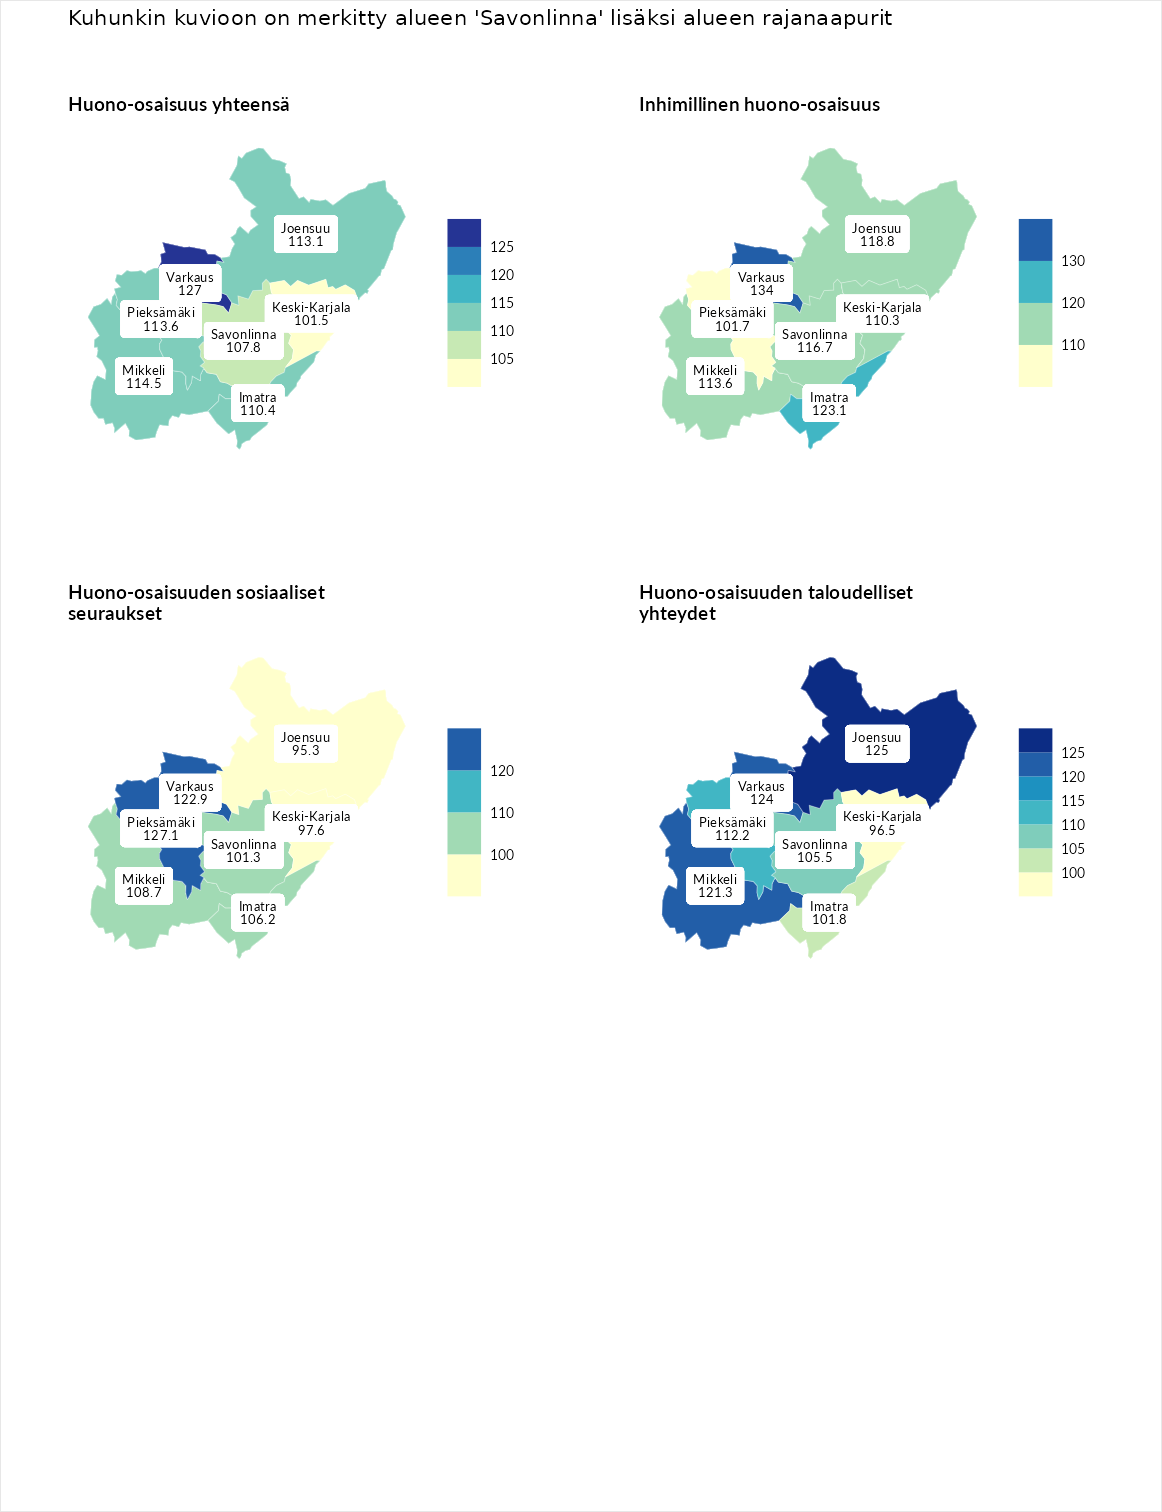 Kuhunkin kuvioon on merkitty alueen 'Savonlinna' lisäksi alueen rajanaapurit
Huono-osaisuus yhteensä
Joensuu
113.1
Varkaus
127
Keski-Karjala
101.5
Pieksämäki
113.6
Savonlinna
107.8
Mikkeli
114.5
Imatra
110.4
125
120
115
110
105
Inhimillinen huono-osaisuus
Joensuu
118.8
Varkaus
134
Keski-Karjala
110.3
Pieksämäki
101.7
Savonlinna
116.7
Mikkeli
113.6
Imatra
123.1
130
120
110
Huono-osaisuuden sosiaaliset
seuraukset
Joensuu
95.3
Varkaus
122.9
Keski-Karjala
97.6
Pieksämäki
127.1
Savonlinna
101.3
Mikkeli
108.7
Imatra
106.2
120
110
100
Huono-osaisuuden taloudelliset
yhteydet
Joensuu
125
Varkaus
124
Keski-Karjala
96.5
Pieksämäki
112.2
Savonlinna
105.5
Mikkeli
121.3
Imatra
101.8
125
120
115
110
105
100